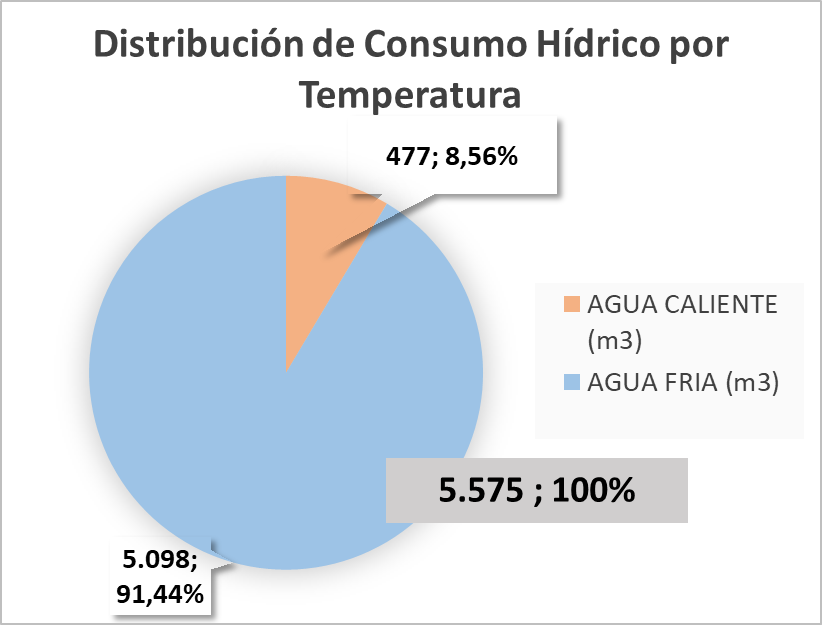 Distribución de Consumo Hídrico por
Temperatura
477; 8,56%
AGUA CALIENTE
(m3)
AGUA FRIA (m3)
5.575 ; 100%
5.098;
91,44%